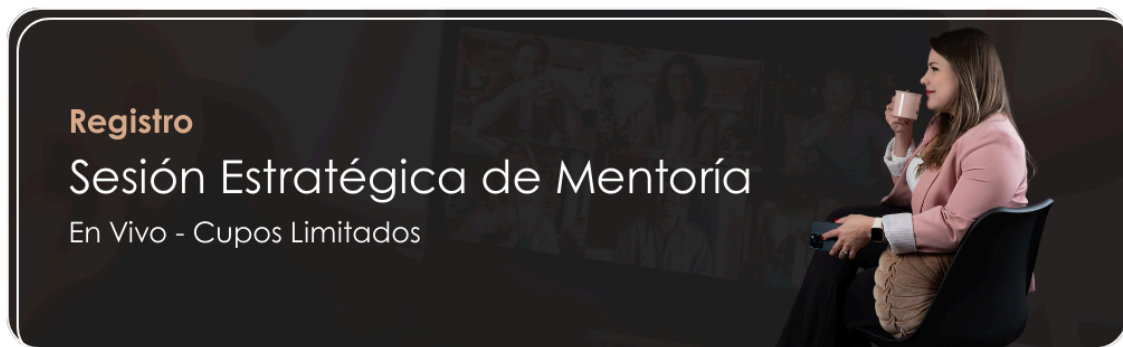 Registro
Sesión Estratégica de Mentoría
En Vivo - Cupos Limitados